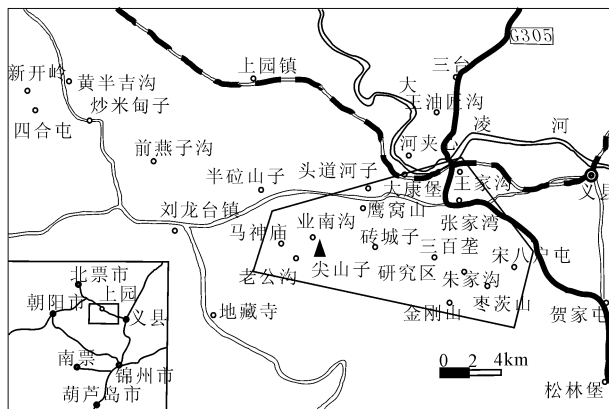 G305
三台
大
上园镇
新开岭
黄半吉沟
王油匠沟
炒米甸子
凌
河
四合屯
前燕子沟
河夹心
头道河子
太康堡
王家沟
义县
半砬山子
刘龙台镇
鹰窝山
张家湾
业南沟
马神庙
砖城子
三百垄
宋八户屯
老公沟
尖山子
研究区
朱家沟
枣茨山
地藏寺
金刚山
贺家屯
北票市
上园
朝阳市
义县
南票
锦州市
葫芦岛市
0 2 4km
松林堡